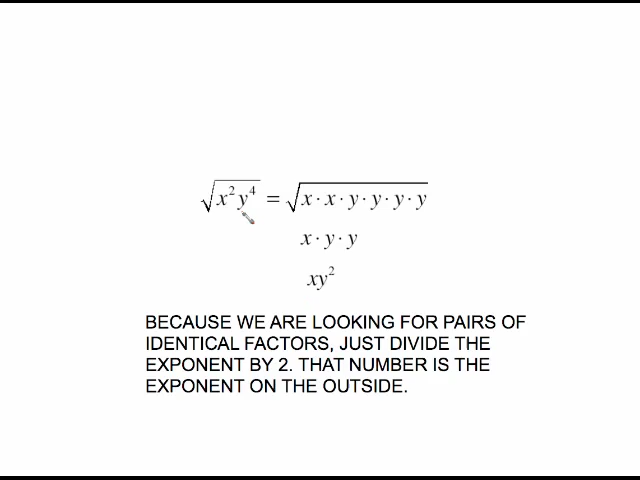 √x²y⁴ = √x·x·y·y·y·y
x·y·y
xy²
BECAUSE WE ARE LOOKING FOR PAIRS OF
IDENTICAL FACTORS, JUST DIVIDE THE
EXPONENT BY 2. THAT NUMBER IS THE
EXPONENT ON THE OUTSIDE.